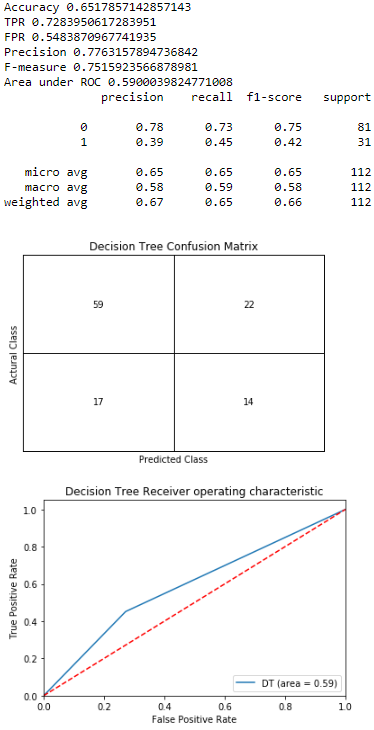 Accuracy 0.6517857142857143
TPR 0.7283950617283951
FPR 0.5483870967741935
Precision 0.7763157894736842
F-measure 0.7515923566878981
Area under ROC 0.5900039824771008
precision recall f1-score support
0 0.78 0.73 0.75 81
1 0.39 0.45 0.42 31
micro avg 0.65 0.65 0.65 112
macro avg 0.58 0.59 0.58 112
weighted avg 0.67 0.65 0.66 112
Decision Tree Confusion Matrix
Actural Class
59 22
17 14
Predicted Class
Decision Tree Receiver operating characteristic
True Positive Rate
1.0
0.8
0.6
0.4
0.2
0.0
DT (area = 0.59)
0.0 0.2 0.4 0.6 0.8 1.0
False Positive Rate